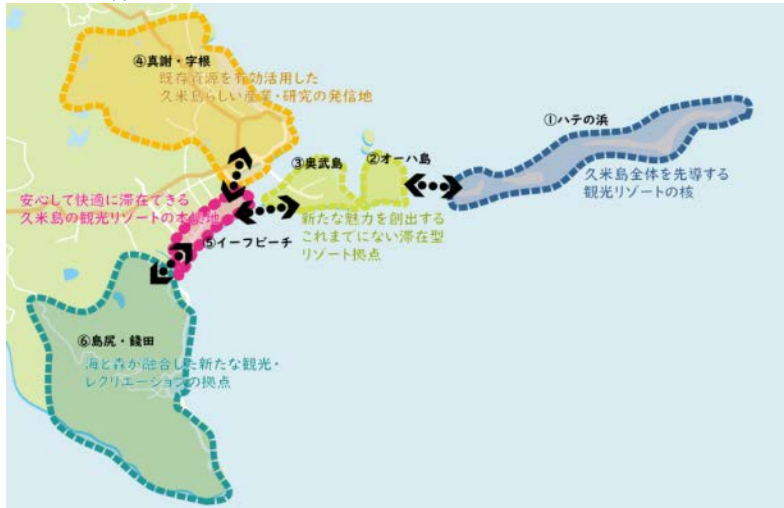 ④真謝・宇根
既存資源を有効活用した
久米島らしい産業・研究の発信地
①ハテの浜
久米島全体を先導する
観光リゾートの核
②オーハ島
③奥武島
新たな魅力を創出する
これまでにない滞在型
リゾート拠点
安心して快適に滞在できる
久米島の観光リゾートの本拠地
⑤イーフビーチ
⑥島尻・銭田
海と森が融合した新たな観光・
レクリエーションの拠点